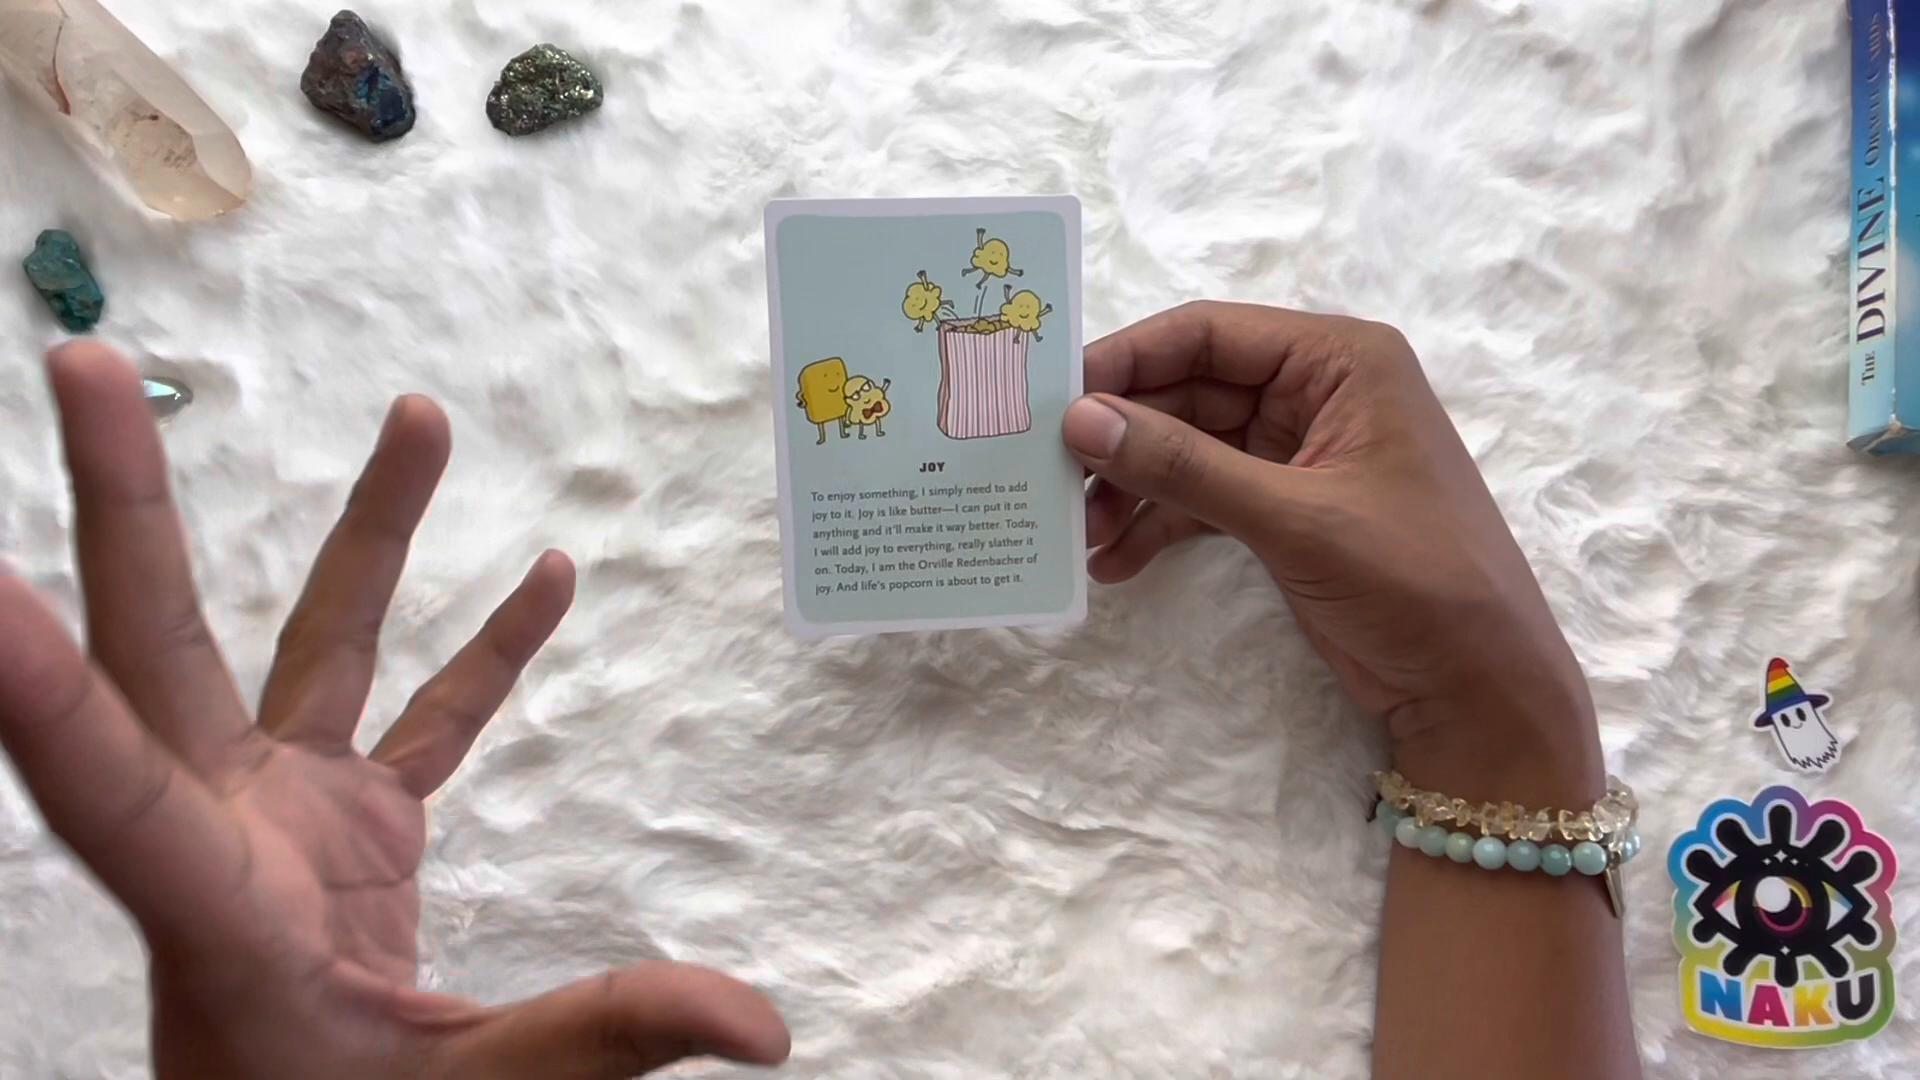 JOY
To enjoy something, I simply need to add
joy to it. Joy is like butter—I can put it on
anything and it'll make it way better. Today,
I will add joy to everything, really slather it
on. Today, I am the Orville Redenbacher of
joy. And life's popcorn is about to get it.
THE DIVINE ORACLE CARDS
NAKU